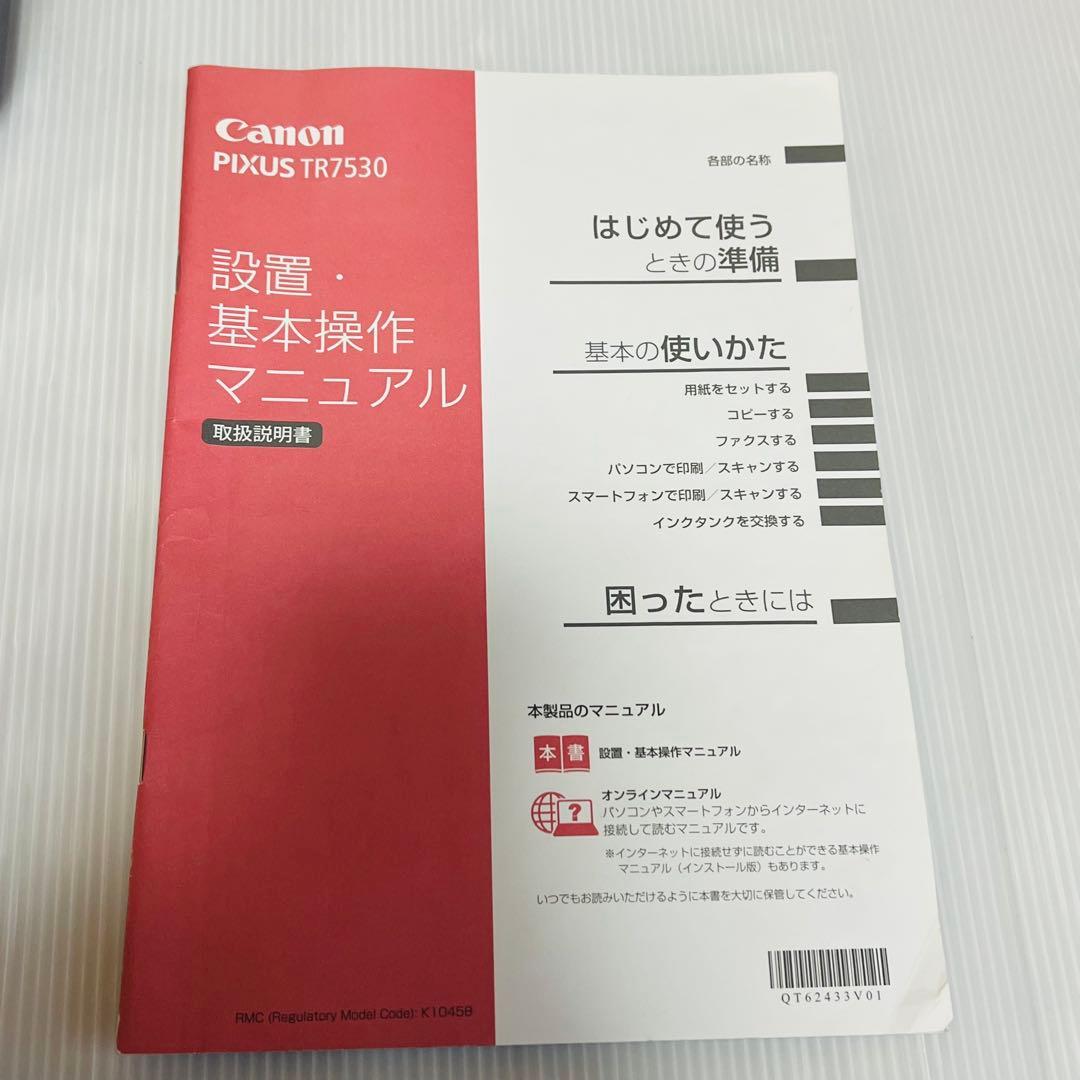 Canon
PIXUS TR7530
設置・
基本操作
マニュアル
取扱説明書
RMC (Regulatory Model Code): K10458
各部の名称
はじめて使う
ときの準備
基本の使いかた
用紙をセットする
コピーする
ファクスする
パソコンで印刷／スキャンする
スマートフォンで印刷／スキャンする
インクタンクを交換する
困ったときには
本製品のマニュアル
本書 設置・基本操作マニュアル
オンラインマニュアル
パソコンやスマートフォンからインターネットに
接続して読むマニュアルです。
※インターネットに接続せずに読むことができる基本操作
マニュアル（インストール版）もあります。
いつでもお読みいただけるように本書を大切に保管してください。
QT62433V01